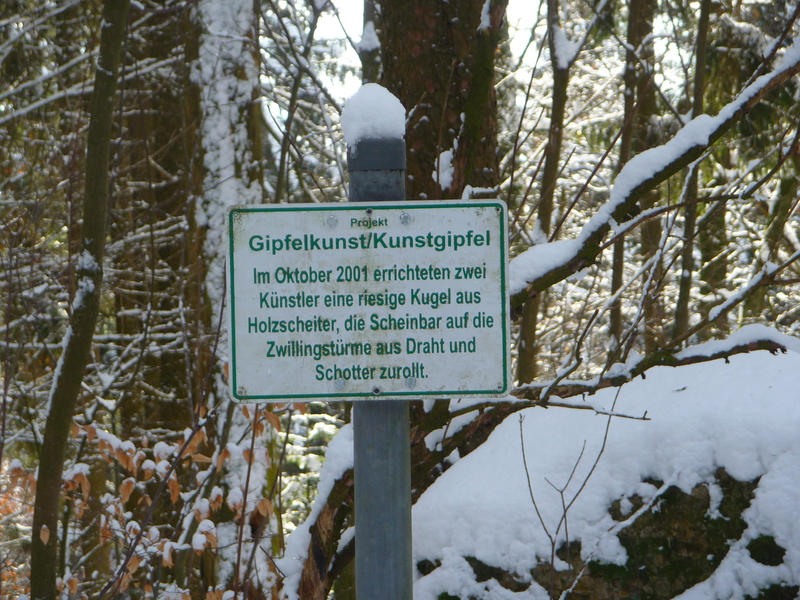 Projekt
Gipfelkunst/Kunstgipfel
Im Oktober 2001 errichteten zwei
Künstler eine riesige Kugel aus
Holzscheiter, die Scheinbar auf die
Zwillingstürme aus Draht und
Schotter zurollt.